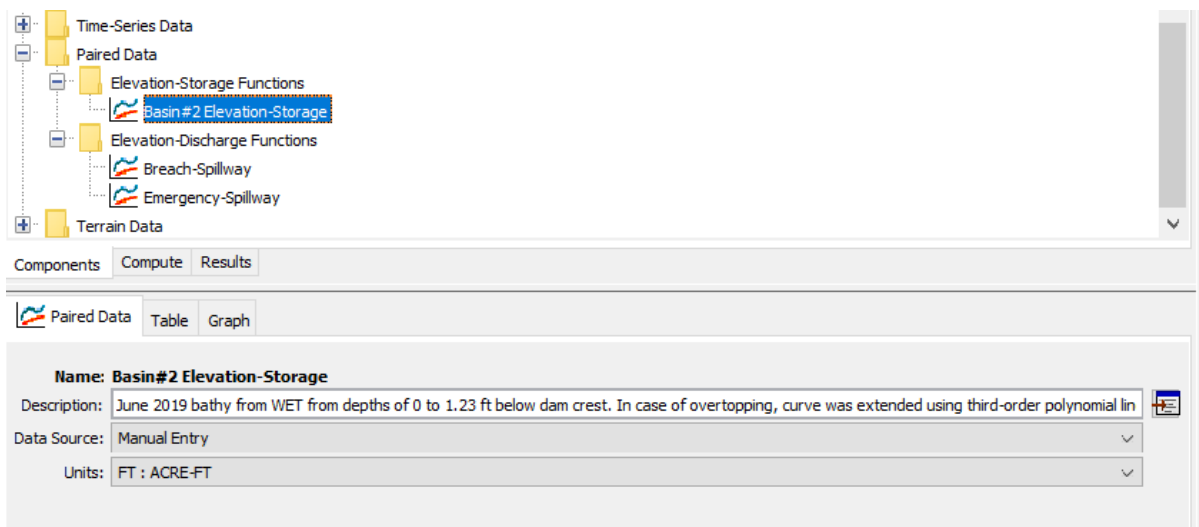 Time-Series Data
Paired Data
Elevation-Storage Functions
Basin#2 Elevation-Storage
Elevation-Discharge Functions
Breach-Spillway
Emergency-Spillway
Terrain Data
Components Compute Results
Paired Data Table Graph
Name: Basin#2 Elevation-Storage
Description: June 2019 bathy from WET from depths of 0 to 1.23 ft below dam crest. In case of overtopping, curve was extended using third-order polynomial lin
Data Source: Manual Entry
Units: FT : ACRE-FT